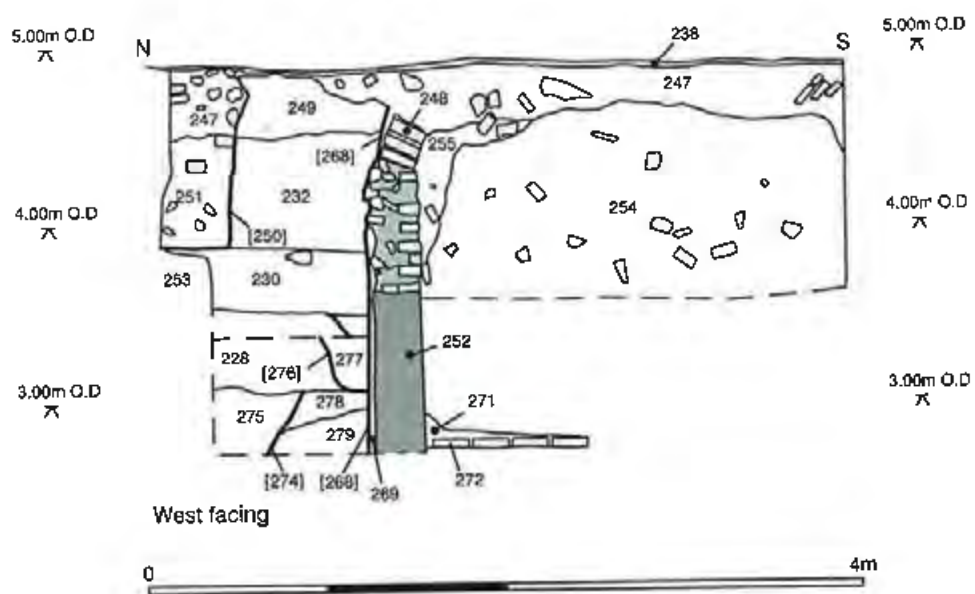 5.00m O.D
N
238
S
5.00m O.D
247
249
248
247
[268]
255
251
232
254
4.00m O.D
[250]
4.00m O.D
253
230
228
[276]
277
252
3.00m O.D
3.00m O.D
275
278
271
279
[274]
[268]
269
272
West facing
0
4m